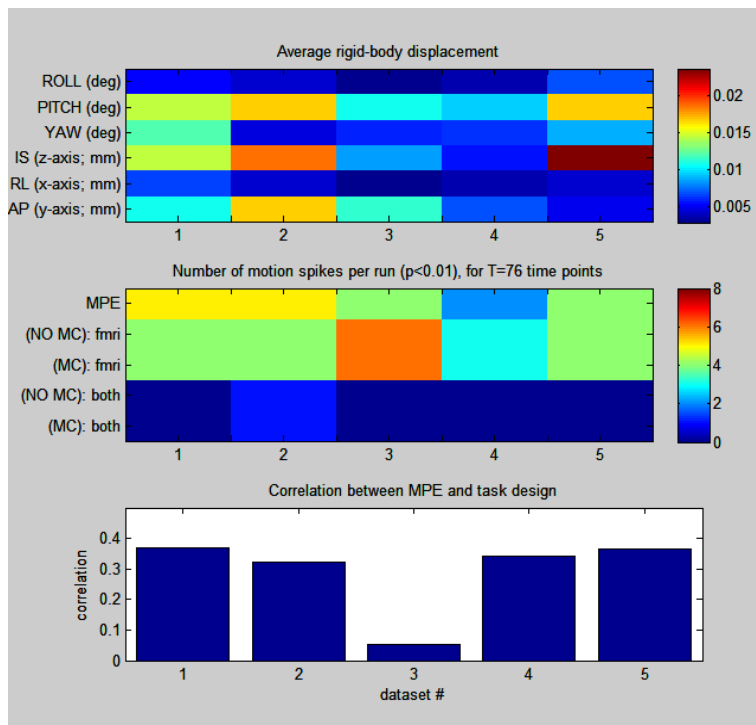 Average rigid-body displacement
ROLL (deg)
PITCH (deg)
YAW (deg)
IS (z-axis; mm)
RL (x-axis; mm)
AP (y-axis; mm)
1 2 3 4 5
0.02
0.015
0.01
0.005
Number of motion spikes per run (p<0.01), for T=76 time points
MPE
(NO MC): fmri
(MC): fmri
(NO MC): both
(MC): both
1 2 3 4 5
8
6
4
2
0
Correlation between MPE and task design
correlation
0.4
0.3
0.2
0.1
0
1 2 3 4 5
dataset #